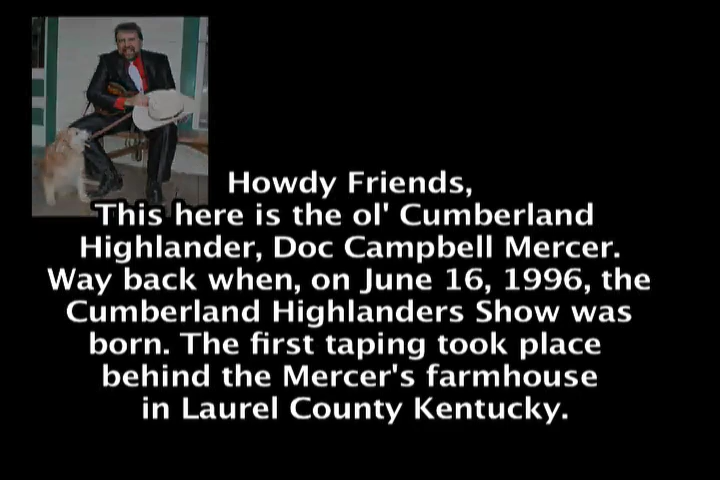 Howdy Friends,
This here is the ol' Cumberland
Highlander, Doc Campbell Mercer.
Way back when, on June 16, 1996, the
Cumberland Highlanders Show was
born. The first taping took place
behind the Mercer's farmhouse
in Laurel County Kentucky.